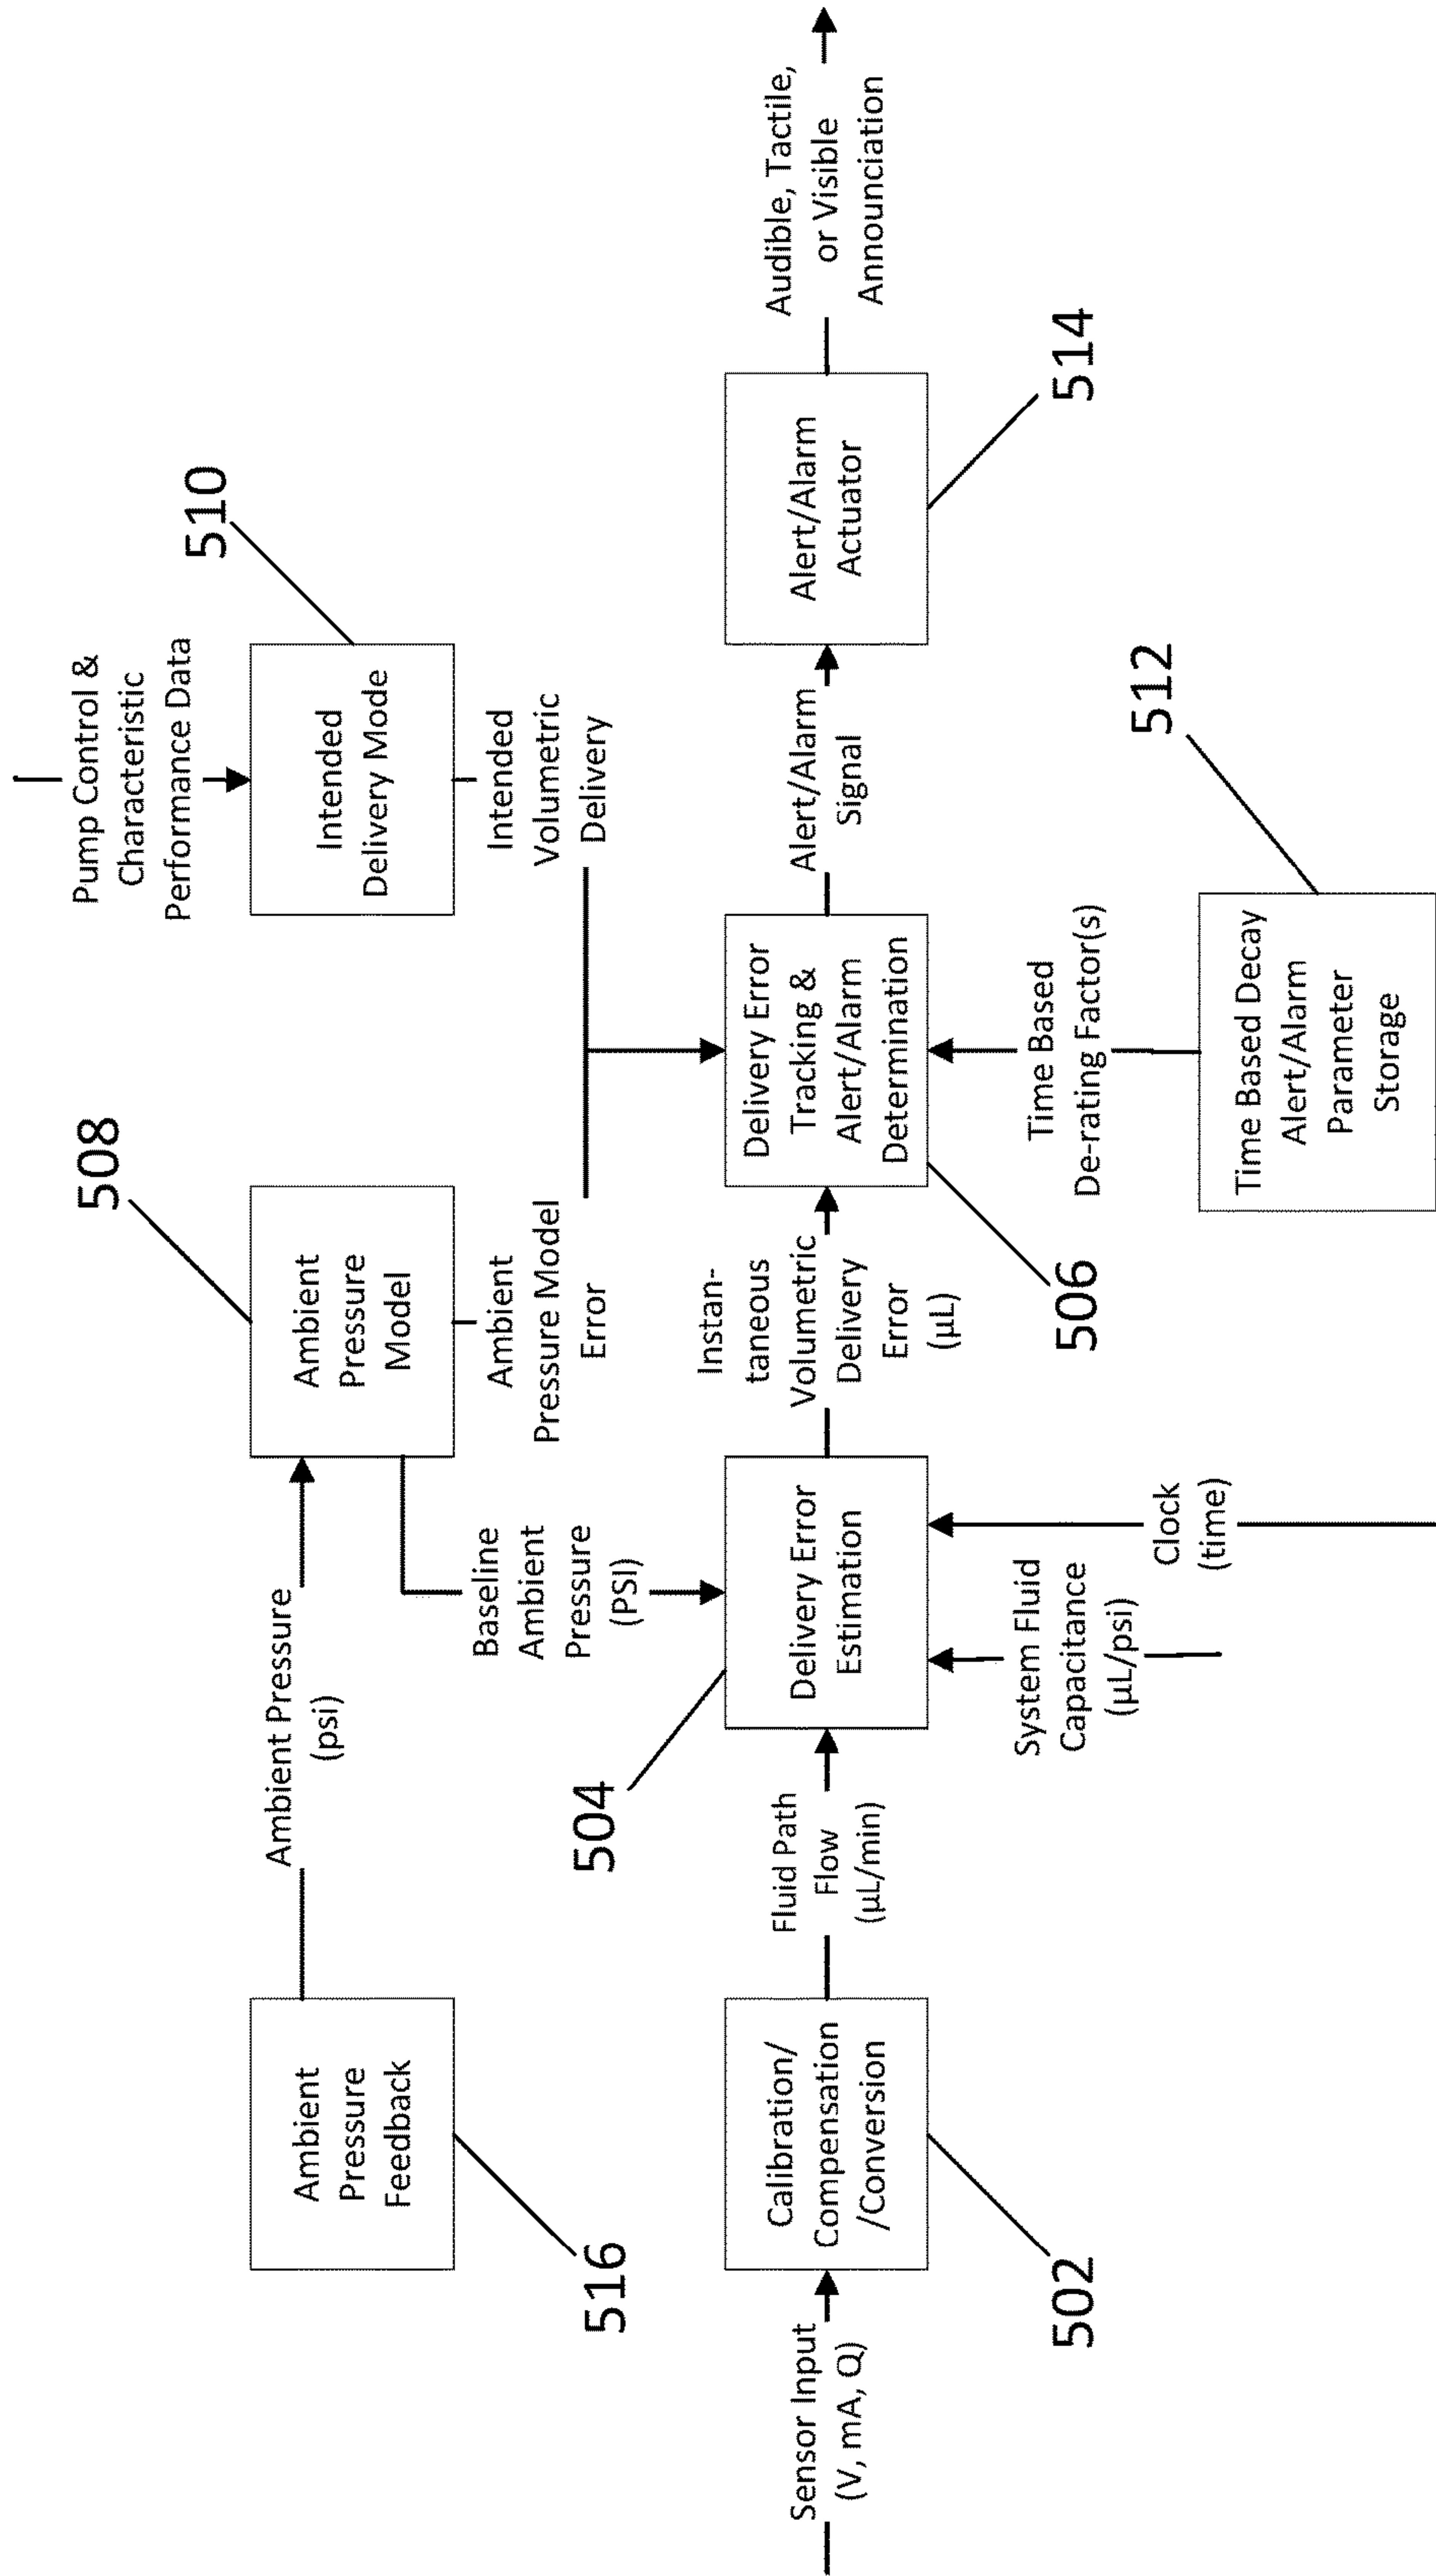 Pump Control &
Characteristic
Performance Data
510
508
516
Ambient
Pressure
Feedback
Ambient Pressure
(psi)
Ambient
Pressure
Model
Intended
Delivery Mode
Baseline
Ambient
Pressure
(PSI)
Ambient
Pressure Model
Error
Intended
Volumetric
Delivery
504
Sensor Input
(V, mA, Q)
Calibration/
Compensation
/Conversion
502
Fluid Path
Flow
(µL/min)
Delivery Error
Estimation
Instan-
taneous
Volumetric
Delivery
Error
(µL)
Delivery Error
Tracking &
Alert/Alarm
Determination
506
Alert/Alarm
Signal
Alert/Alarm
Actuator
514
Audible, Tactile,
or Visible
Announciation
System Fluid
Capacitance
(µL/psi)
Clock
(time)
Time Based
De-rating Factor(s)
512
Time Based Decay
Alert/Alarm
Parameter
Storage